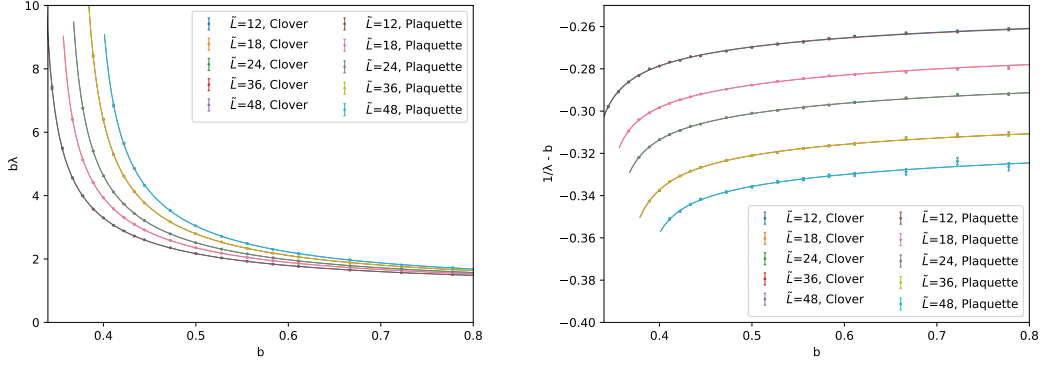 10
8
6
4
2
0
0.4
0.5
0.6
0.7
0.8
bλ
b
L̃=12, Clover
L̃=18, Clover
L̃=24, Clover
L̃=36, Clover
L̃=48, Clover
L̃=12, Plaquette
L̃=18, Plaquette
L̃=24, Plaquette
L̃=36, Plaquette
L̃=48, Plaquette
−0.26
−0.28
−0.30
−0.32
−0.34
−0.36
−0.38
−0.40
0.4
0.5
0.6
0.7
0.8
1/λ - b
b
L̃=12, Clover
L̃=18, Clover
L̃=24, Clover
L̃=36, Clover
L̃=48, Clover
L̃=12, Plaquette
L̃=18, Plaquette
L̃=24, Plaquette
L̃=36, Plaquette
L̃=48, Plaquette